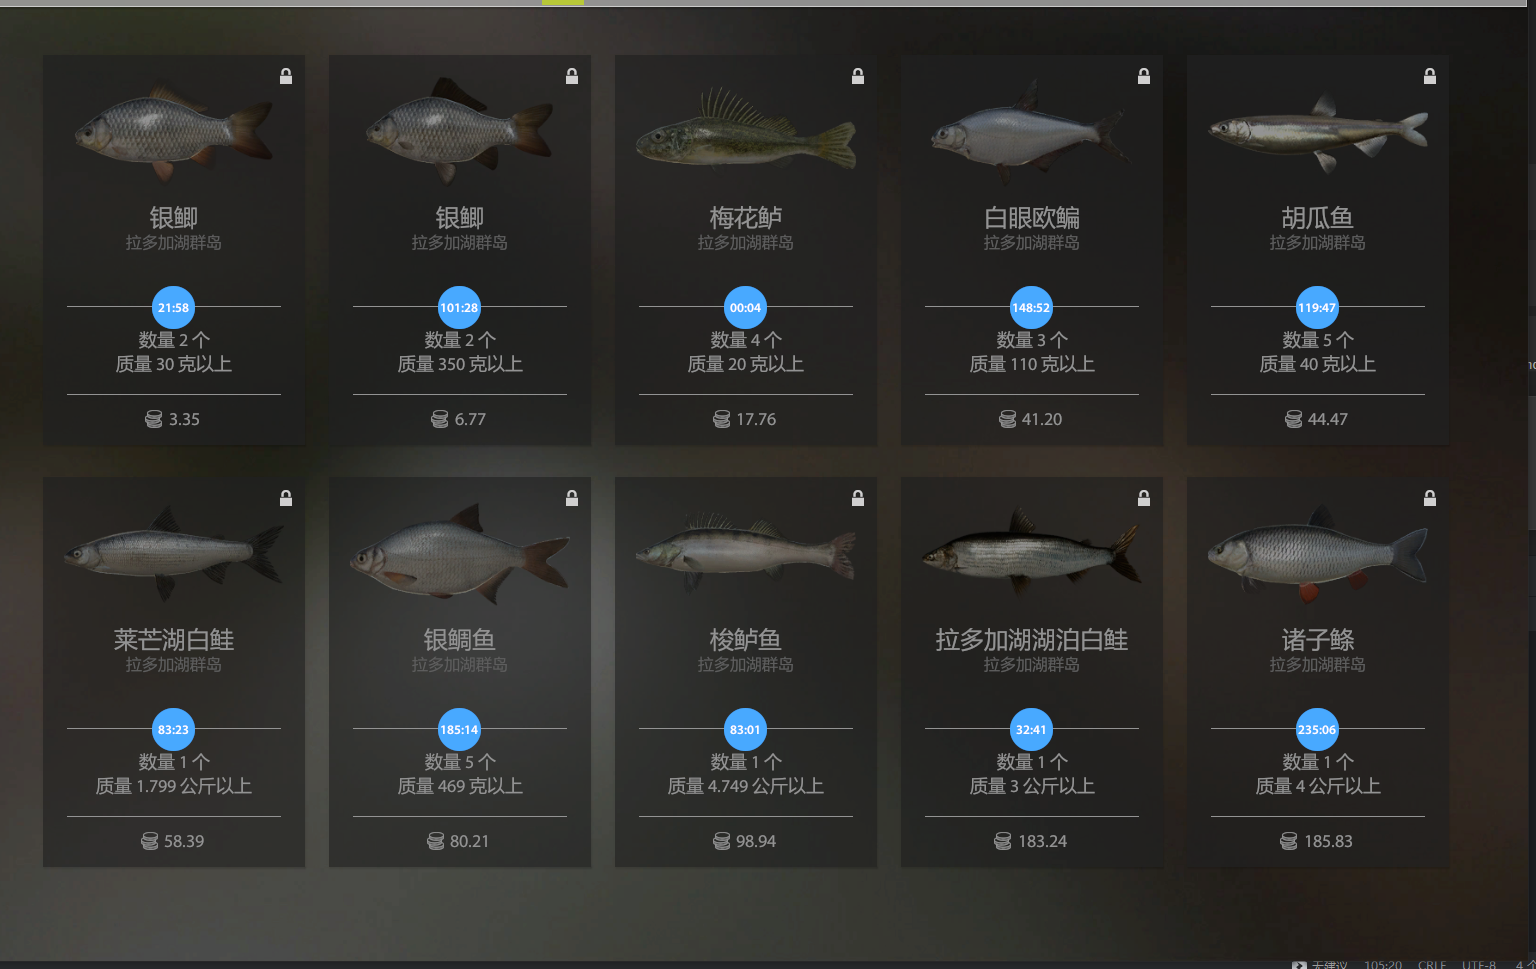 银鲫
拉多加湖群岛
21:58
数量 2 个
质量 30 克以上
3.35
银鲫
拉多加湖群岛
101:28
数量 2 个
质量 350 克以上
6.77
梅花鲈
拉多加湖群岛
00:04
数量 4 个
质量 20 克以上
17.76
白眼欧鳊
拉多加湖群岛
148:52
数量 3 个
质量 110 克以上
41.20
胡瓜鱼
拉多加湖群岛
119:47
数量 5 个
质量 40 克以上
44.47
莱芒湖白鲑
拉多加湖群岛
83:23
数量 1 个
质量 1.799 公斤以上
58.39
银鲷鱼
拉多加湖群岛
185:14
数量 5 个
质量 469 克以上
80.21
梭鲈鱼
拉多加湖群岛
83:01
数量 1 个
质量 4.749 公斤以上
98.94
拉多加湖湖泊白鲑
拉多加湖群岛
32:41
数量 1 个
质量 3 公斤以上
183.24
诸子鲦
拉多加湖群岛
235:06
数量 1 个
质量 4 公斤以上
185.83
无建议 105:20 CRLF UTF-8 4